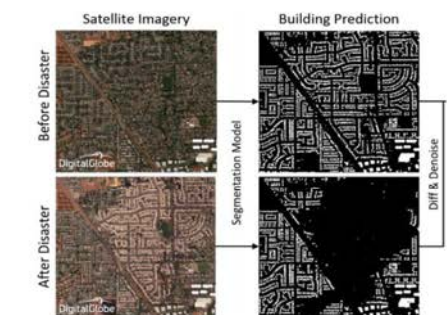 Satellite Imagery
Building Prediction
Before Disaster
DigitalGlobe
Segmentation Model
Diff & Denoise
After Disaster
DigitalGlobe